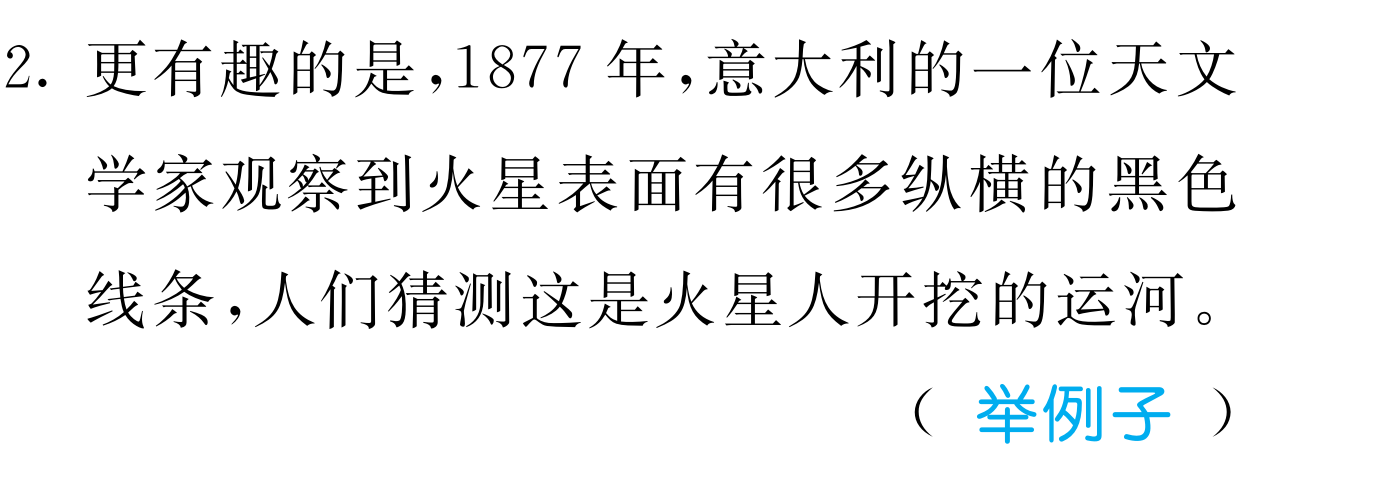 2. 更有趣的是,1877 年,意大利的一位天文
学家观察到火星表面有很多纵横的黑色
线条,人们猜测这是火星人开挖的运河。
( 举例子 )